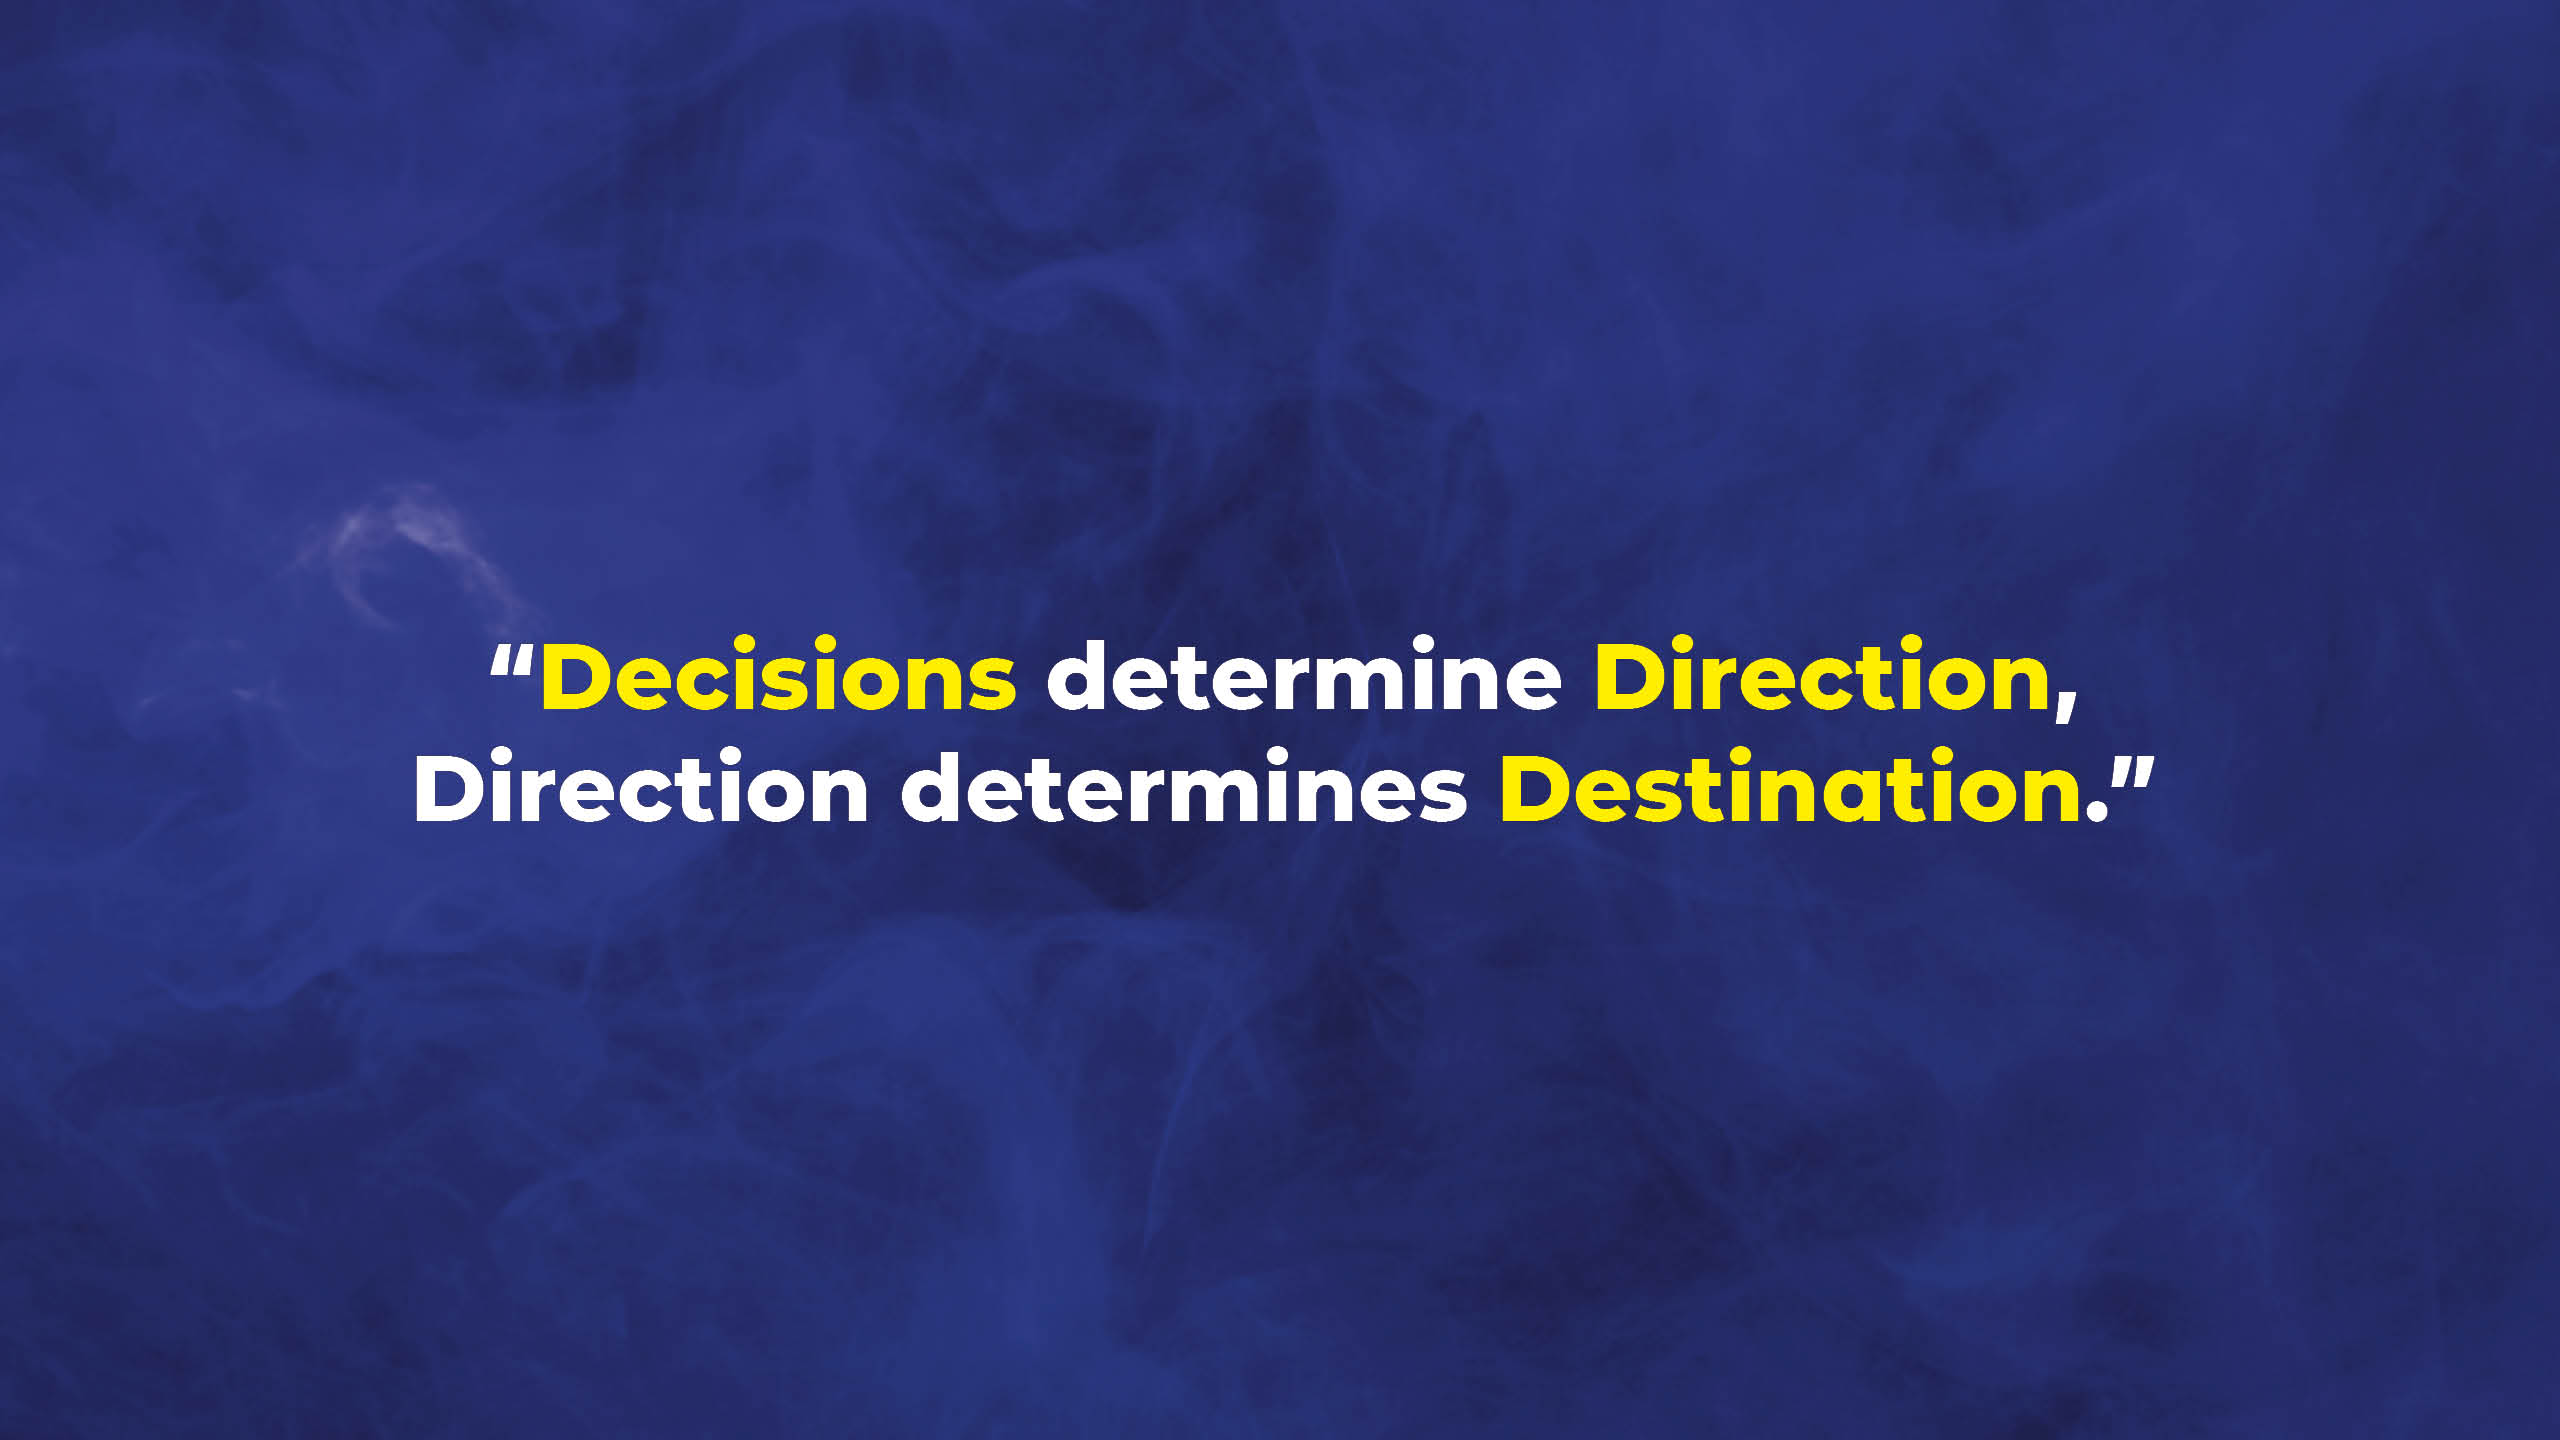 “Decisions determine Direction,
Direction determines Destination.”